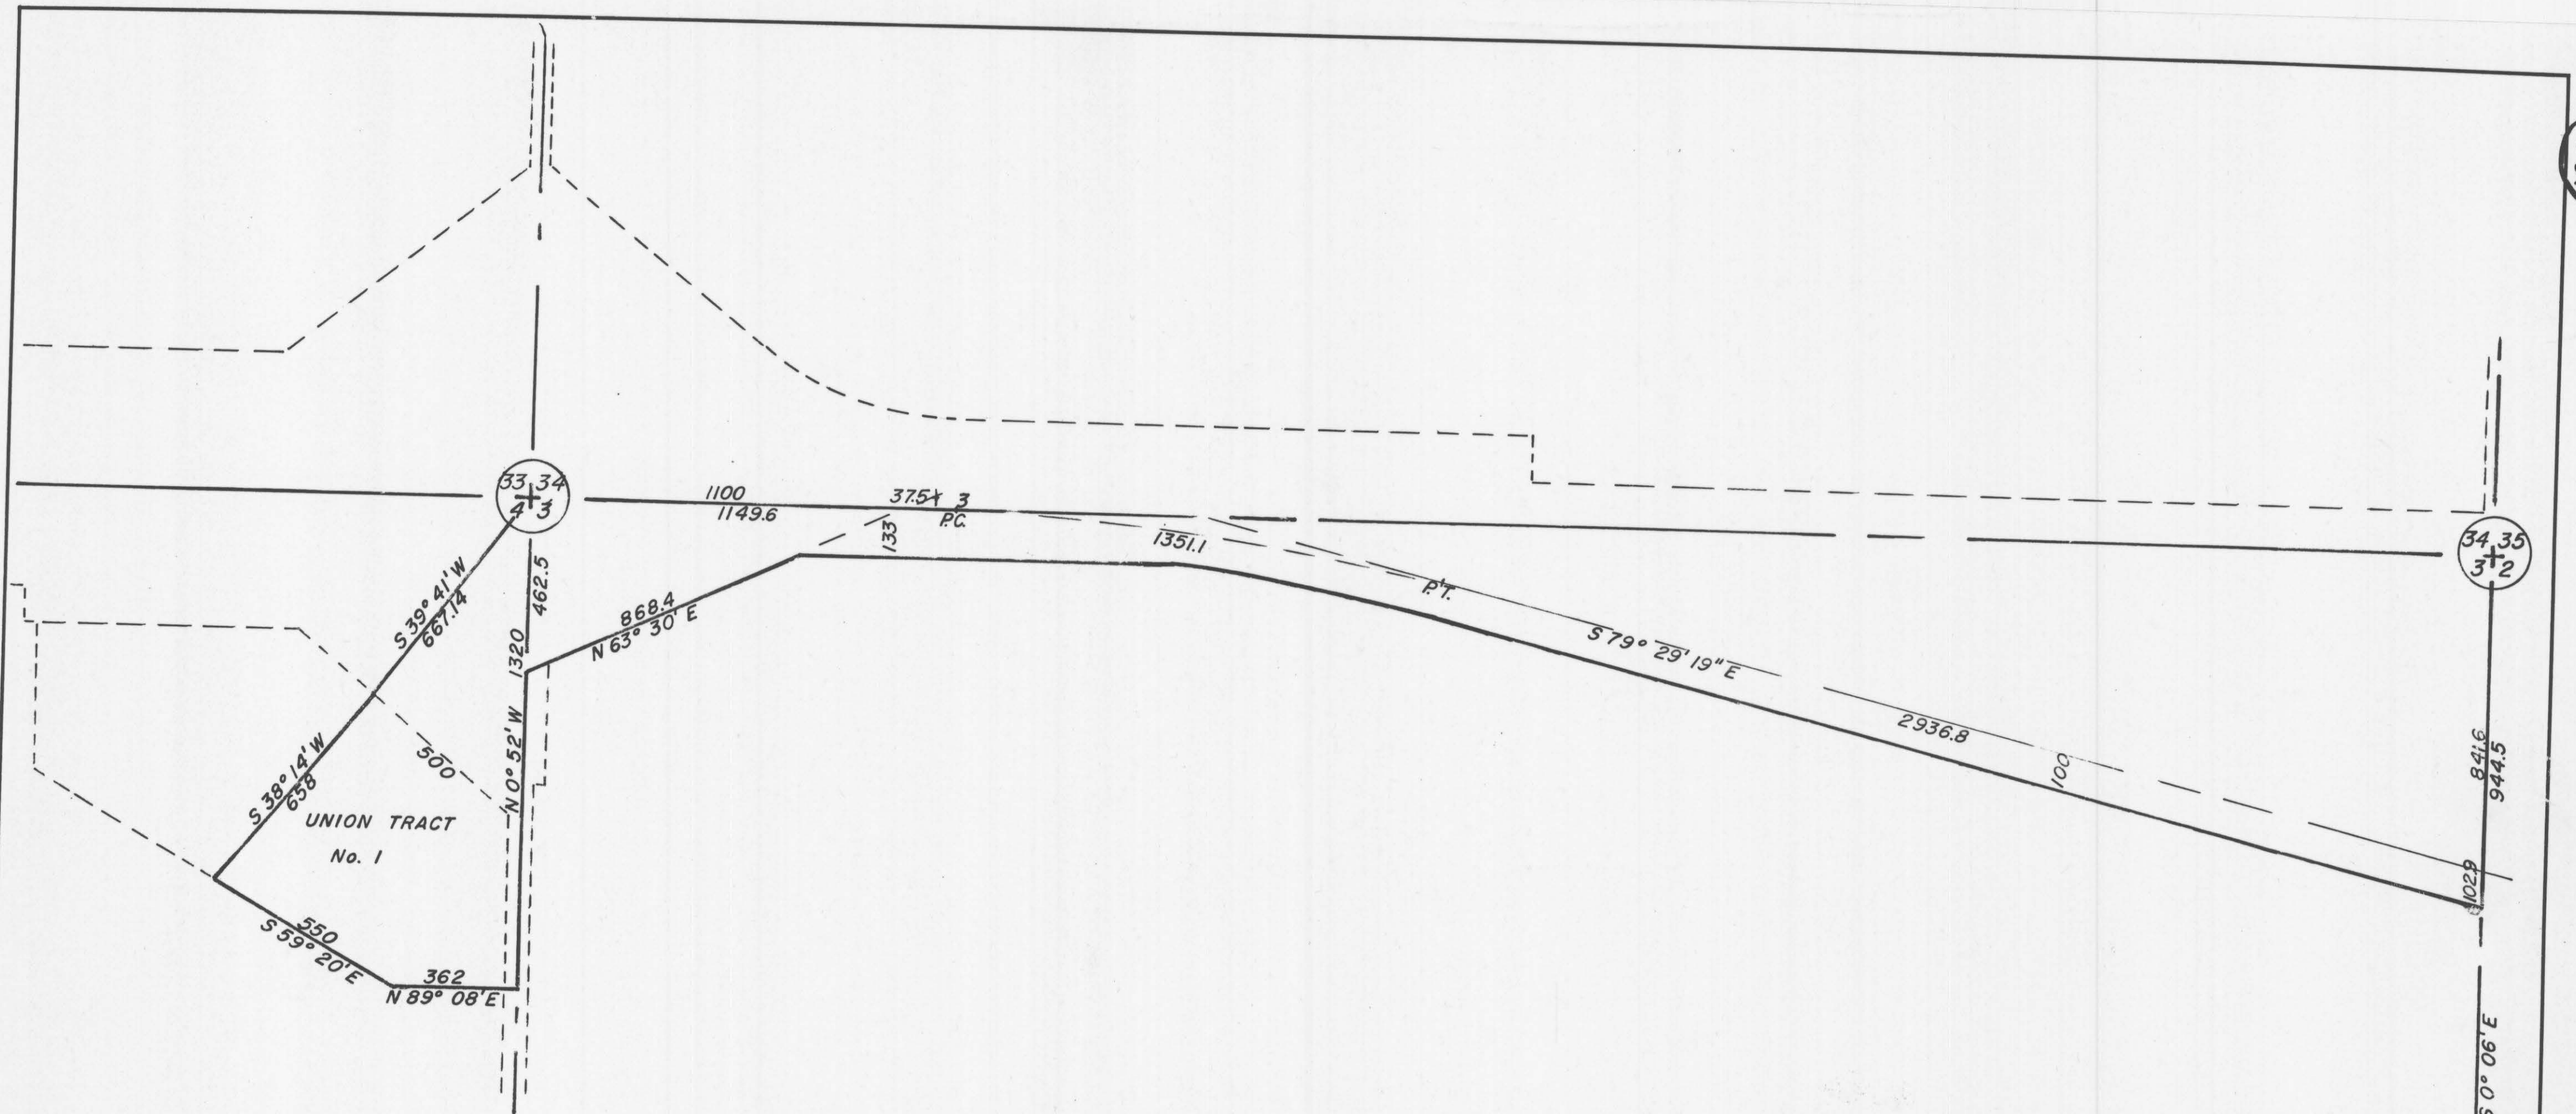 33 34
4 3
1100
1149.6
37.5±
3
P.C.
133
1351.1
P.T.
34 35
3 2
S 39° 41' W
667.14
462.5
1320
868.4
N 63° 30' E
S 79° 29' 19" E
2936.8
100
841.6
944.5
102.9
N 0° 52' W
500
S 38° 14' W
658
UNION TRACT
No. 1
550
S 59° 20' E
362
N 89° 08' E
S 0° 06' E